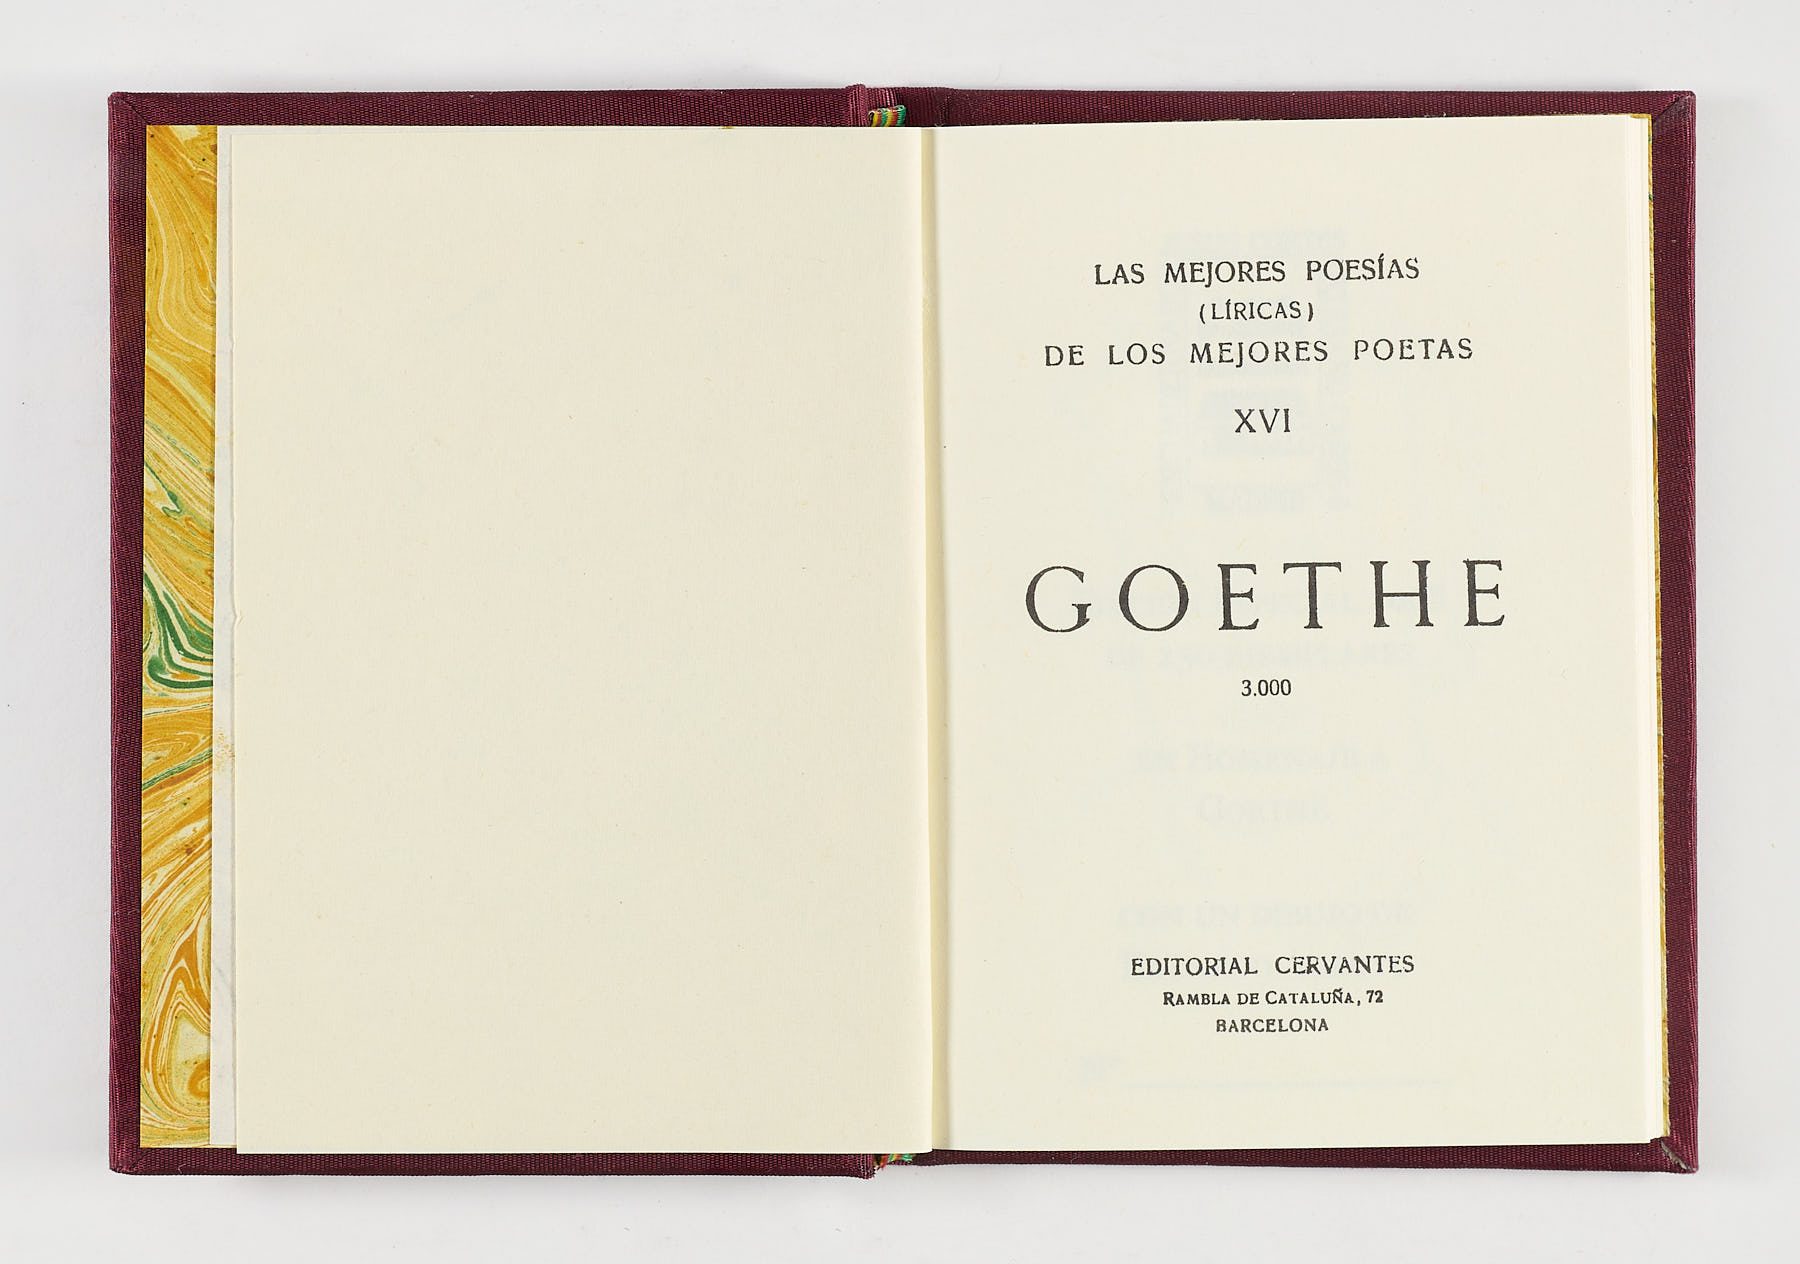 LAS MEJORES POESÍAS
(LÍRICAS)
DE LOS MEJORES POETAS
XVI
GOETHE
3.000
EDITORIAL CERVANTES
RAMBLA DE CATALUÑA, 72
BARCELONA